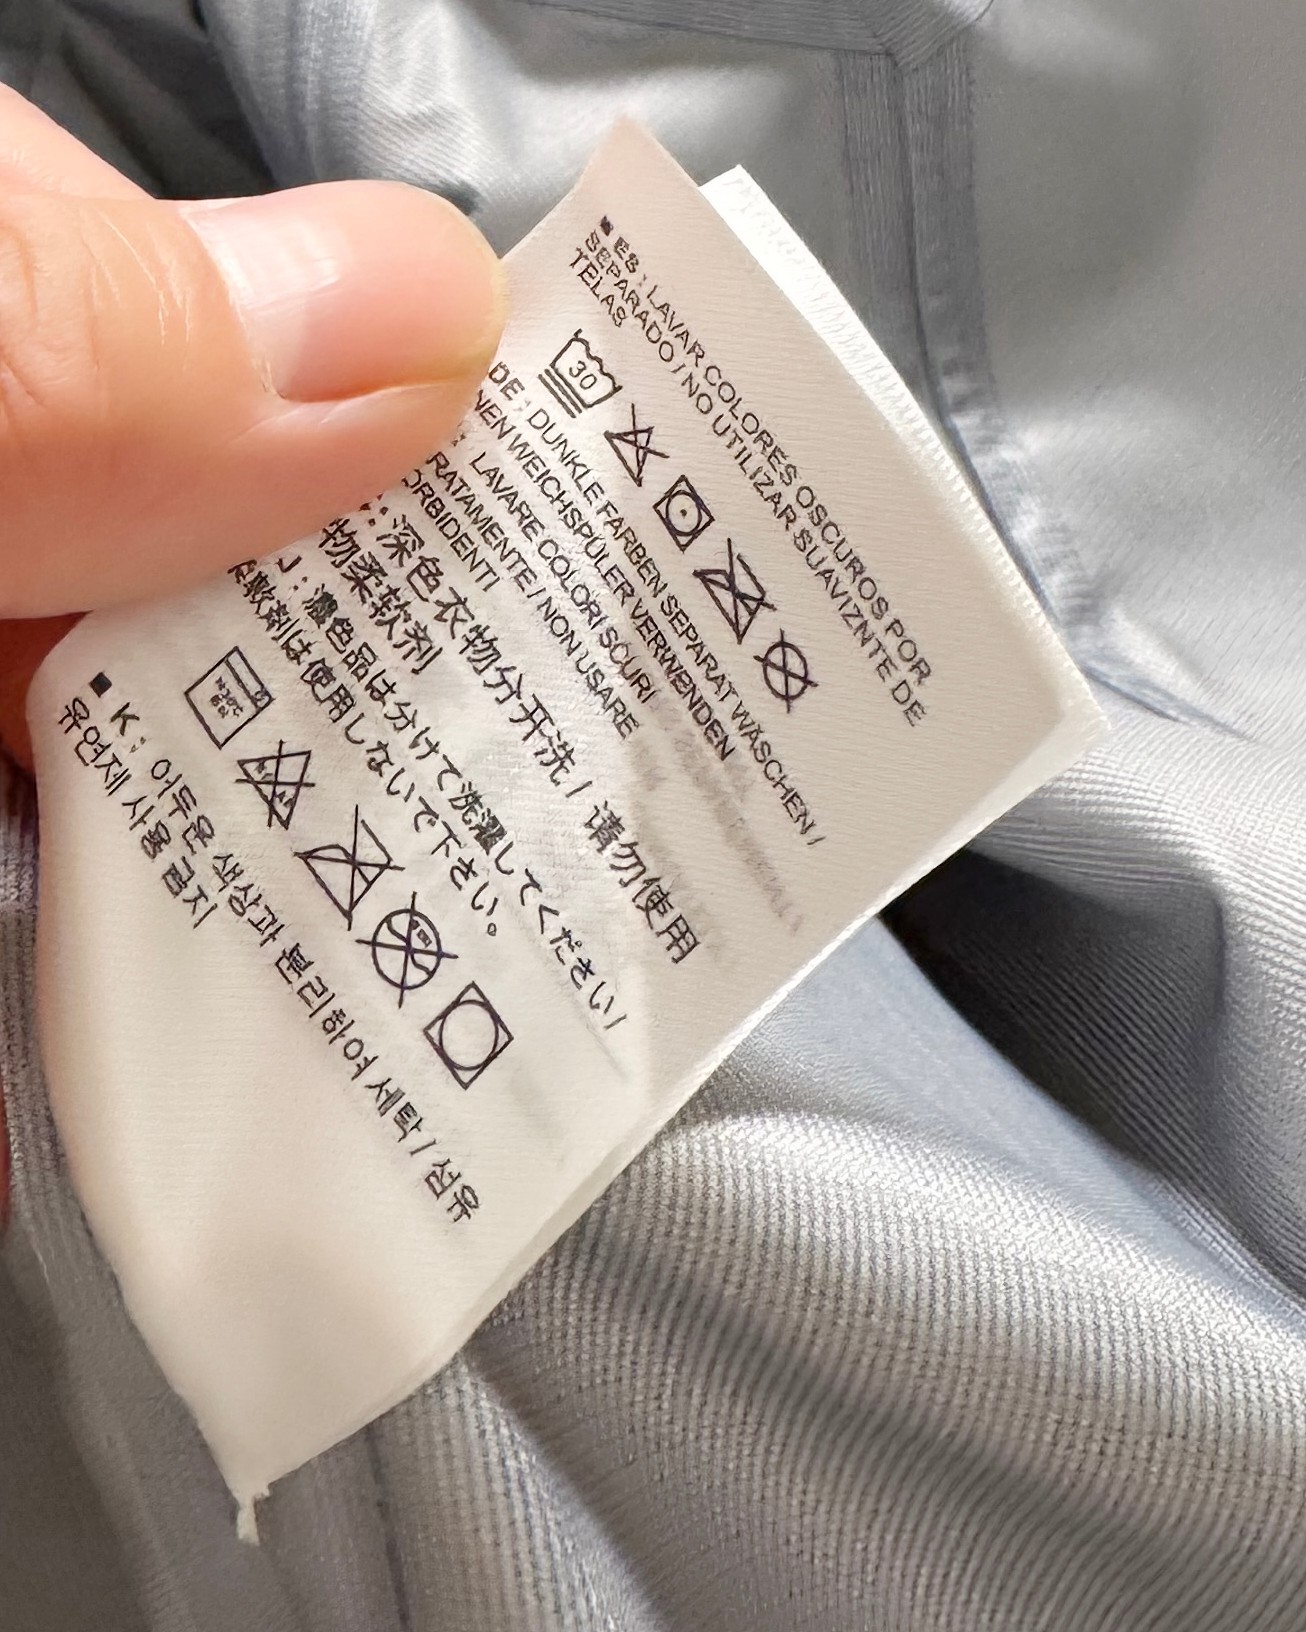 ES : LAVAR COLORES OSCUROS POR
SEPARADO / NO UTILIZAR SUAVIZNTE DE
TELAS
30
DE : DUNKLE FARBEN SEPARAT WASCHEN /
WEICHSPÜLER VERWENDEN
: LAVARE COLORI SCURI
/ NON USARE
: 深色衣物分开洗 / 请勿使用
物柔软剂
: 濃色品は分けて洗濯してください /
は使用しないで下さい。
K: 어두운 색상과 분리하여 세탁 / 섬유
유연제 사용 금지